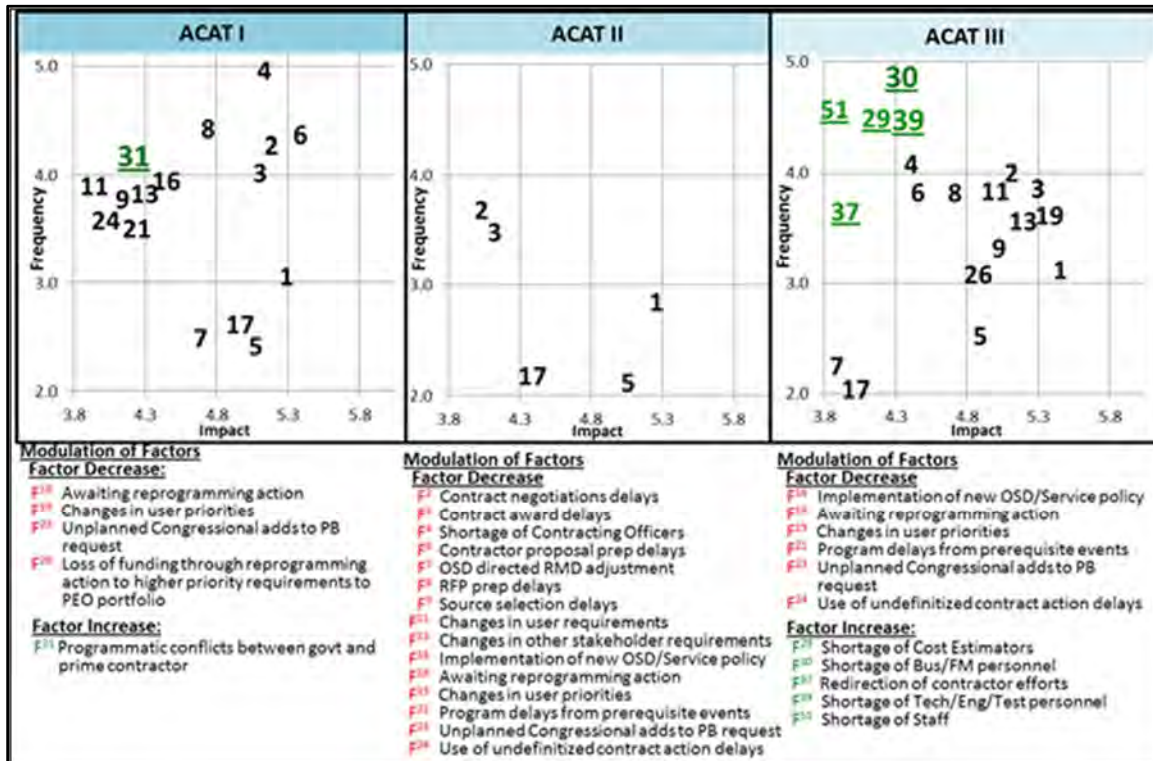 ACAT I
5.0
4
8
6
2
31
3
4.0
11
16
9
13
24
21
Frequency
3.0
1
17
7
5
2.0
3.8
4.3
4.8
5.3
5.8
Impact
Modulation of Factors
Factor Decrease:
Awaiting reprogramming action
Changes in user priorities
Unplanned Congressional adds to PB
request
Loss of funding through reprogramming
action to higher priority requirements to
PEO portfolio
Factor Increase:
F31 Programmatic conflicts between govt and
prime contractor
ACAT II
5.0
4.0
2
3
Frequency
3.0
1
17
5
2.0
3.8
4.3
4.8
5.3
5.8
Impact
Modulation of Factors
Factor Decrease
Contract negotiations delays
Contract award delays
Shortage of Contracting Officers
Contractor proposal prep delays
OSD directed RMD adjustment
RFP prep delays
Source selection delays
Changes in user requirements
Changes in other stakeholder requirements
Implementation of new OSD/Service policy
Awaiting reprogramming action
Changes in user priorities
Program delays from prerequisite events
Unplanned Congressional adds to PB request
Use of undefinitized contract action delays
ACAT III
5.0
30
51
29
39
4
4.0
2
6
8
11
3
37
13
19
9
Frequency
3.0
26
1
5
7
2.0
17
3.8
4.3
4.8
5.3
5.8
Impact
Modulation of Factors
Factor Decrease
Implementation of new OSD/Service policy
Awaiting reprogramming action
Changes in user priorities
Program delays from prerequisite events
Unplanned Congressional adds to PB
request
Use of undefinitized contract action delays
Factor Increase:
Shortage of Cost Estimators
Shortage of Bus/FM personnel
Redirection of contractor efforts
Shortage of Tech/Eng/Test personnel
Shortage of Staff